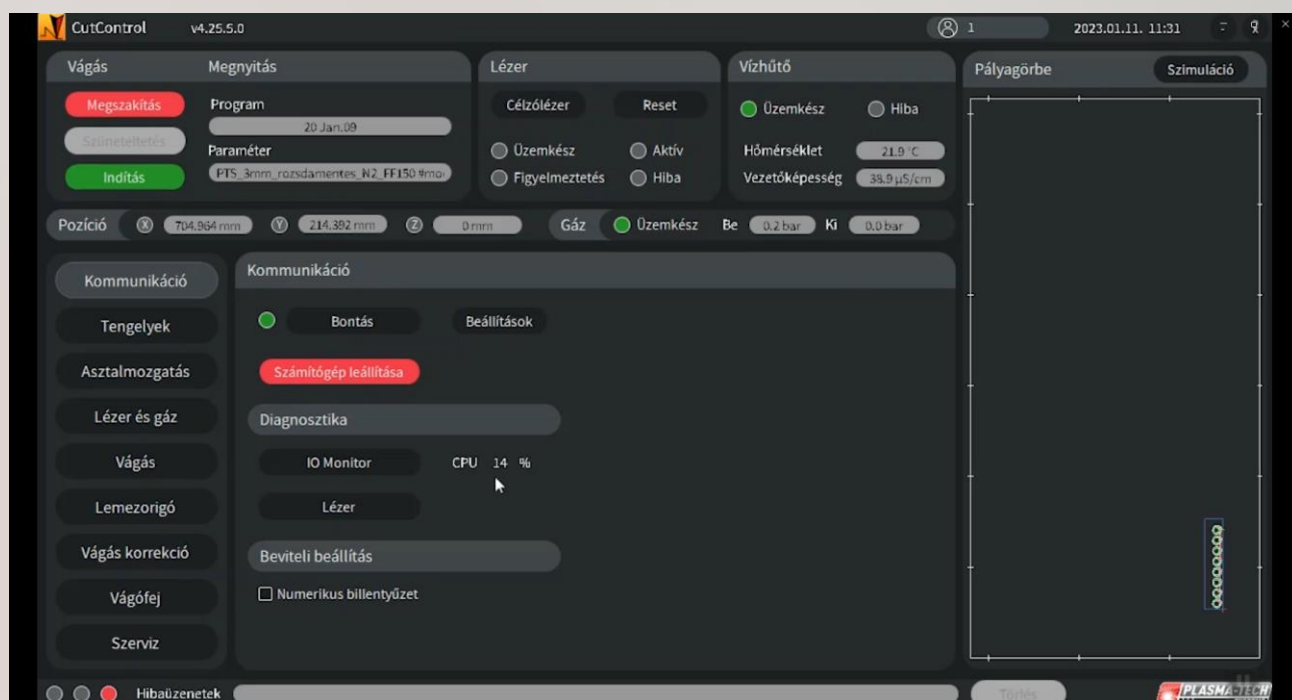 CutControl v4.25.5.0 1 2023.01.11. 11:31
Vágás Megnyitás
Megszakítás Program
20 Jan.09
Szüneteltetés Paraméter
Indítás PTS_3mm_rozsdamentes_N2_FF150
Lézer
Célzólézer Reset
Üzemkész Aktív
Figyelmeztetés Hiba
Vízhűtő
Üzemkész Hiba
Hőmérséklet 21.9 °C
Vezetőképesség 38.9 µS/cm
Pályagörbe Szimuláció
Pozíció X 704.964 mm Y 214.392 mm Z 0 mm Gáz Üzemkész Be 0.2 bar Ki 0.0 bar
Kommunikáció
Tengelyek
Asztalmozgatás
Lézer és gáz
Vágás
Lemezorigó
Vágás korrekció
Vágófej
Szerviz
Kommunikáció
Bontás Beállítások
Számítógép leállítása
Diagnosztika
IO Monitor CPU 14 %
Lézer
Beviteli beállítás
Numerikus billentyűzet
Hibaüzenetek Törlés
PLASMA-TECH